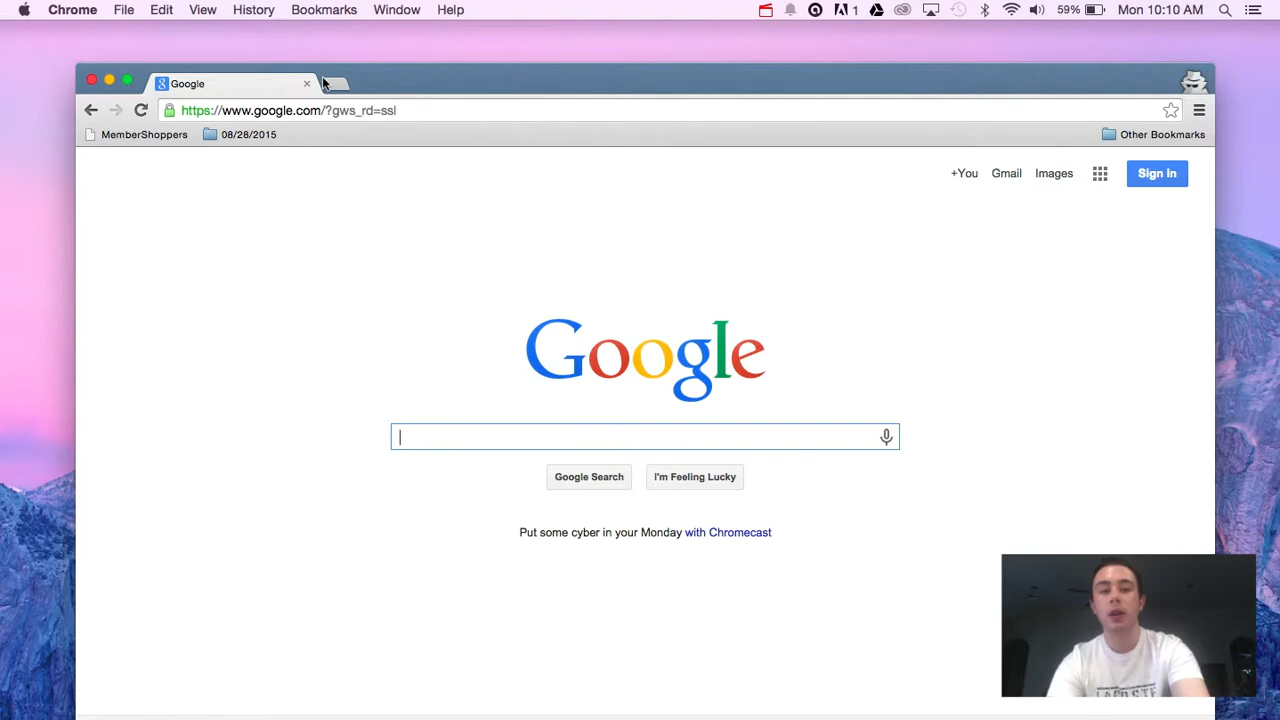 Chrome File Edit View History Bookmarks Window Help 1 59% Mon 10:10 AM
Google
https://www.google.com/?gws_rd=ssl
MemberShoppers 08/28/2015 Other Bookmarks
+You Gmail Images Sign in
Google
Google Search I'm Feeling Lucky
Put some cyber in your Monday with Chromecast
LACOSTE